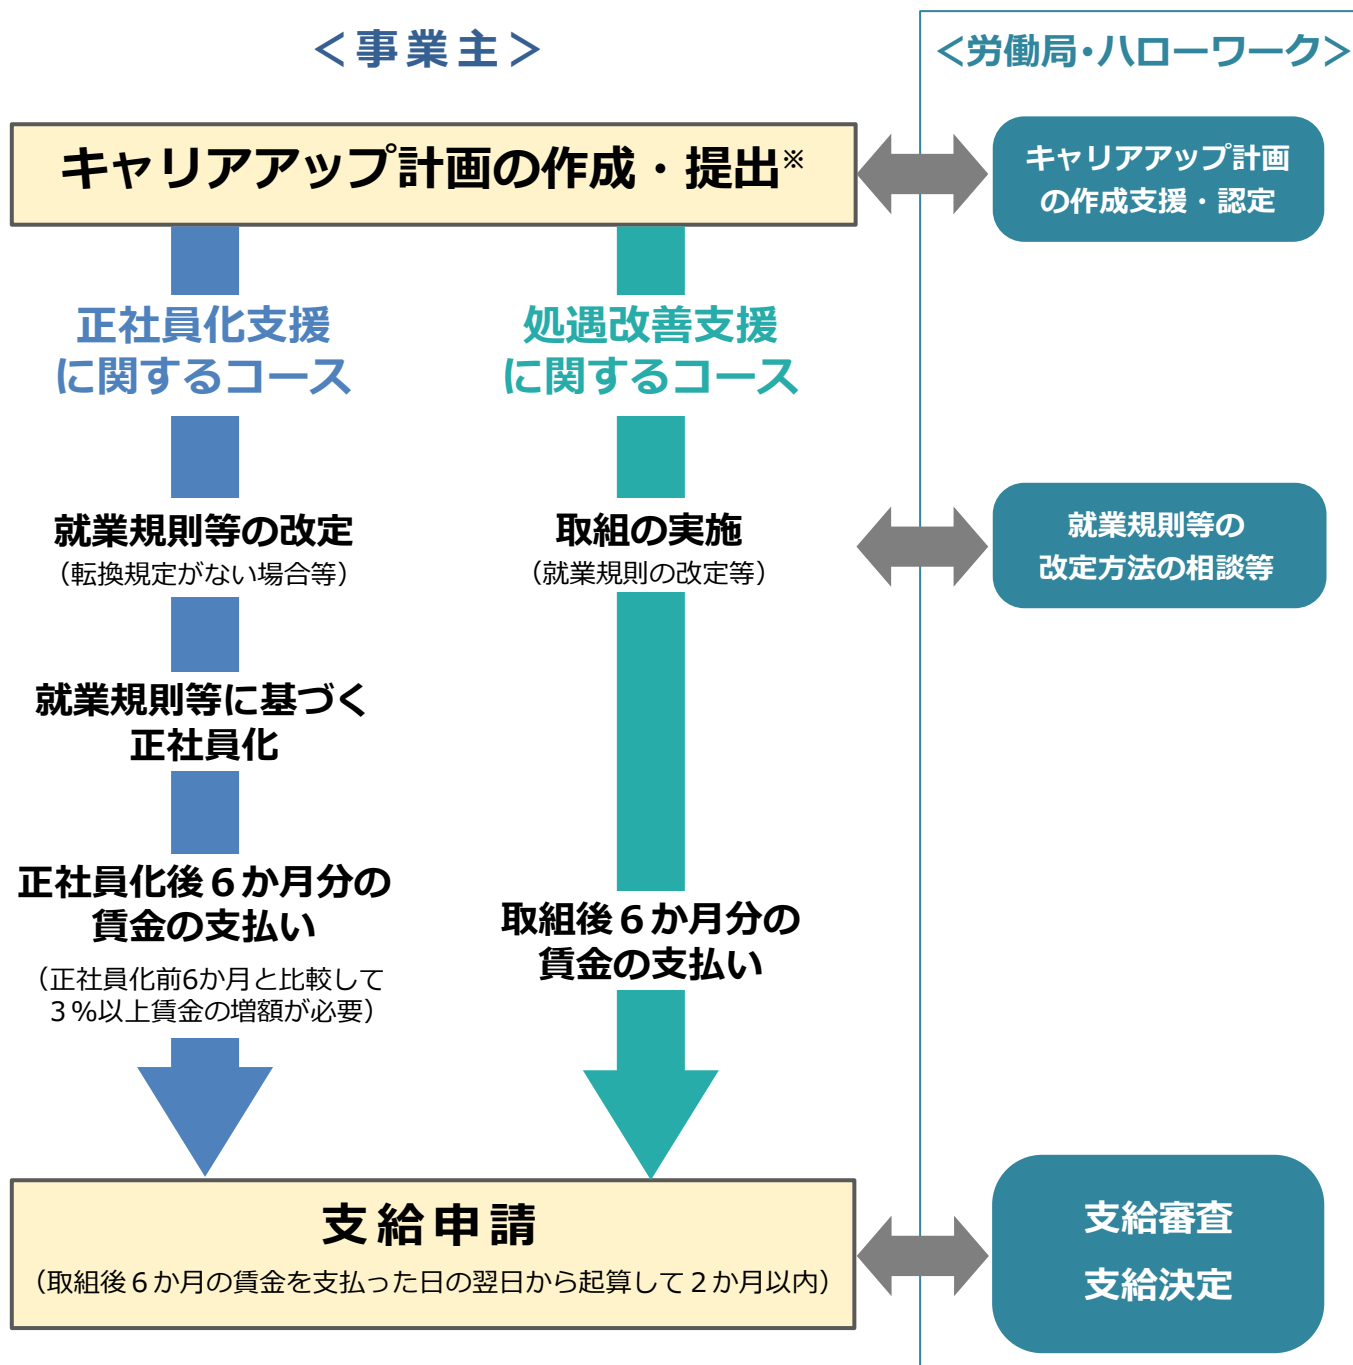 ＜事業主＞
＜労働局・ハローワーク＞
キャリアアップ計画の作成・提出※
キャリアアップ計画
の作成支援・認定
正社員化支援
に関するコース
処遇改善支援
に関するコース
就業規則等の改定
（転換規定がない場合等）
取組の実施
（就業規則の改定等）
就業規則等の
改定方法の相談等
就業規則等に基づく
正社員化
正社員化後６か月分の
賃金の支払い
（正社員化前6か月と比較して
３%以上賃金の増額が必要）
取組後６か月分の
賃金の支払い
支給申請
（取組後６か月の賃金を支払った日の翌日から起算して２か月以内）
支給審査
支給決定